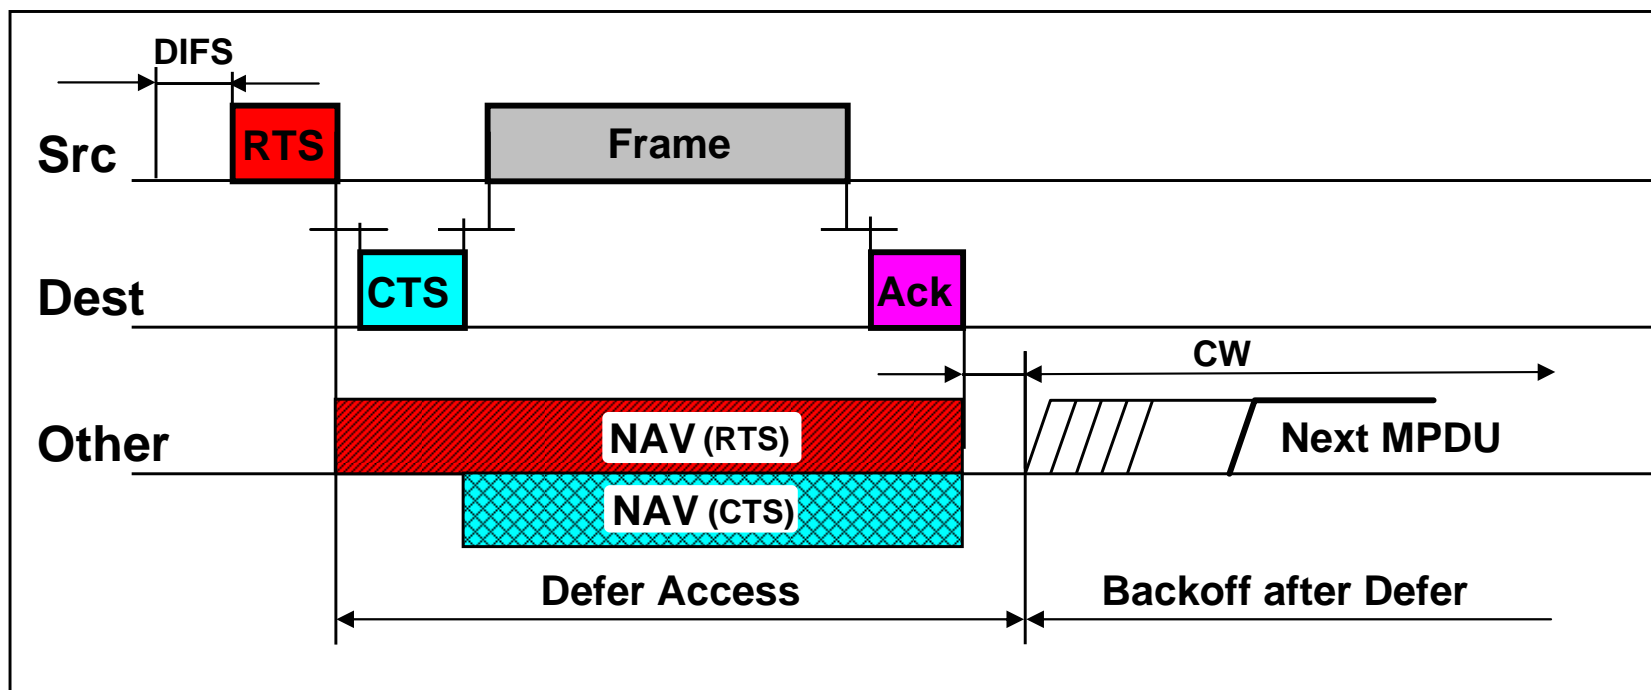 DIFS
Src
RTS
Frame
Dest
CTS
Ack
CW
Other
NAV (RTS)
Next MPDU
NAV (CTS)
Defer Access
Backoff after Defer